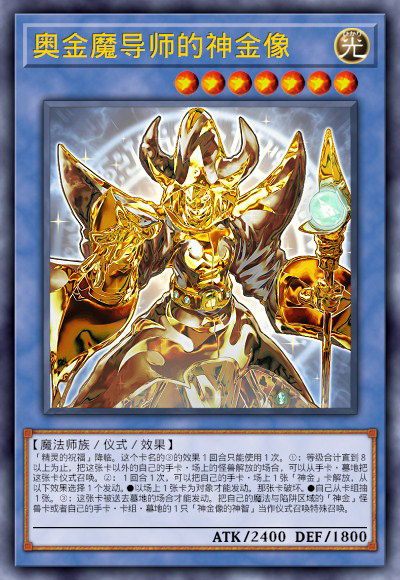 奥金魔导师的神金像
ひかり
光
【魔法师族/仪式/效果】
「精灵的祝福」降临。这个卡名的③的效果1回合只能使用1次。①：等级合计直到8
以上为止，把这张卡以外的自己的手卡·场上的怪兽解放的场合，可以从手卡·墓地把
这张卡仪式召唤。②：1回合1次，可以把自己的手卡·场上1张「神金」卡解放，从
以下效果选择1个发动。●以场上1张卡为对象才能发动。那张卡破坏。●自己从卡组抽
1张。③：这张卡被送去墓地的场合才能发动。把自己的魔法与陷阱区域的「神金」怪
兽卡或者自己的手卡·卡组·墓地的1只「神金像的神智」当作仪式召唤特殊召唤。
ATK/2400 DEF/1800